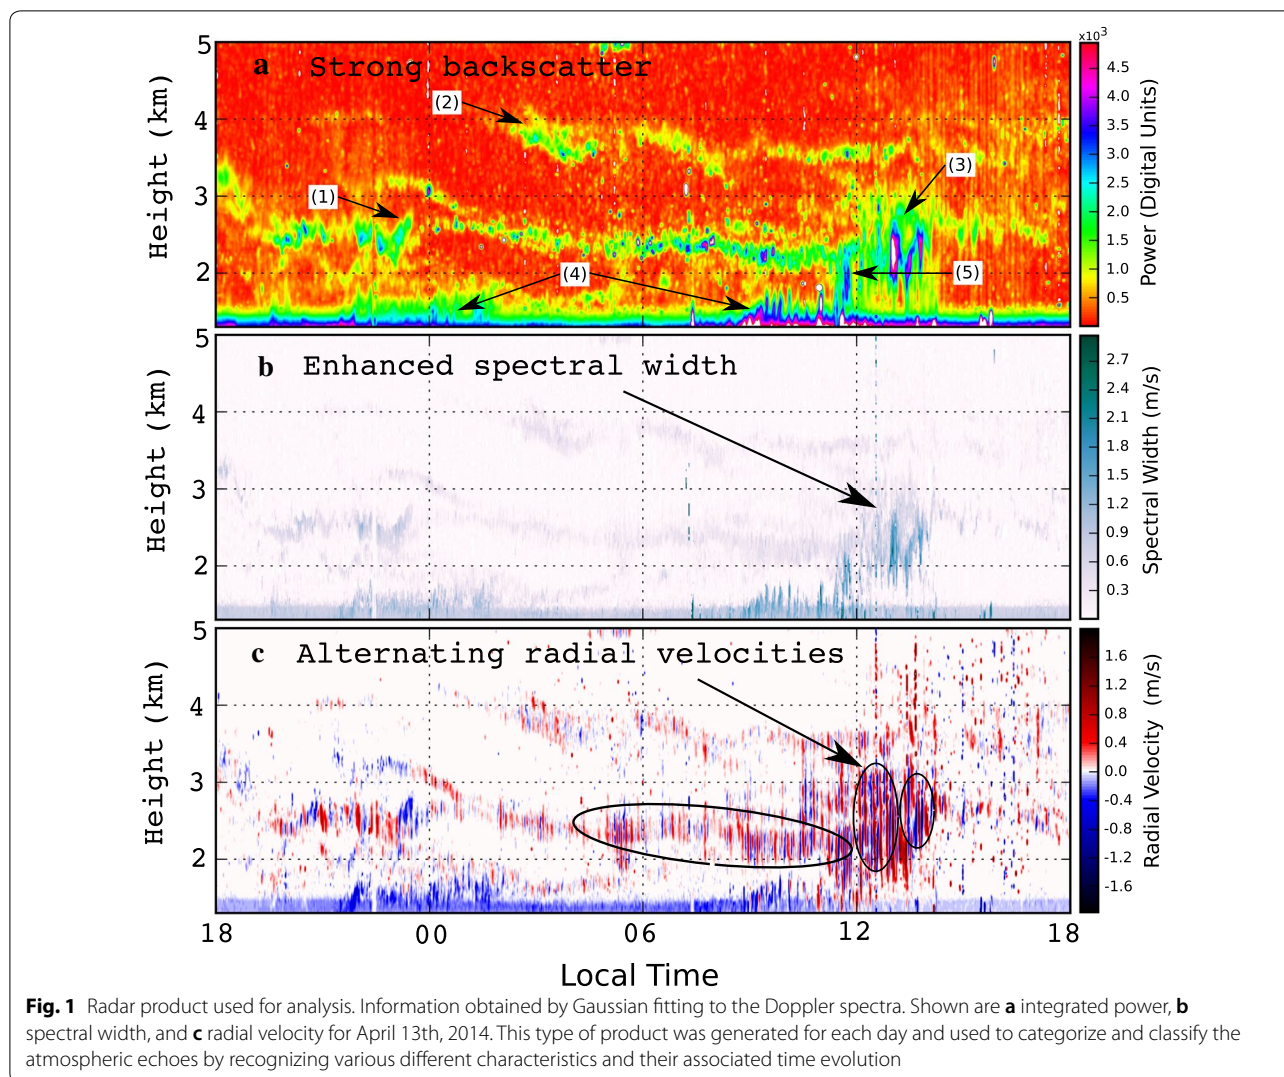 x10³
5
a Strong backscatter
4.5
(2)
4.0
4
3.5
(3)
3.0
(1)
3
2.5
2.0
1.5
(4)
(5)
2
1.0
0.5
Height (km)
Power (Digital Units)
5
b Enhanced spectral width
2.7
2.4
4
2.1
1.8
3
1.5
1.2
0.9
2
0.6
0.3
Height (km)
Spectral Width (m/s)
5
c Alternating radial velocities
1.6
1.2
4
0.8
0.4
3
0.0
-0.4
-0.8
2
-1.2
-1.6
Height (km)
Radial Velocity (m/s)
18 00 06 12 18
Local Time
Fig. 1 Radar product used for analysis. Information obtained by Gaussian fitting to the Doppler spectra. Shown are a integrated power, b
spectral width, and c radial velocity for April 13th, 2014. This type of product was generated for each day and used to categorize and classify the
atmospheric echoes by recognizing various different characteristics and their associated time evolution